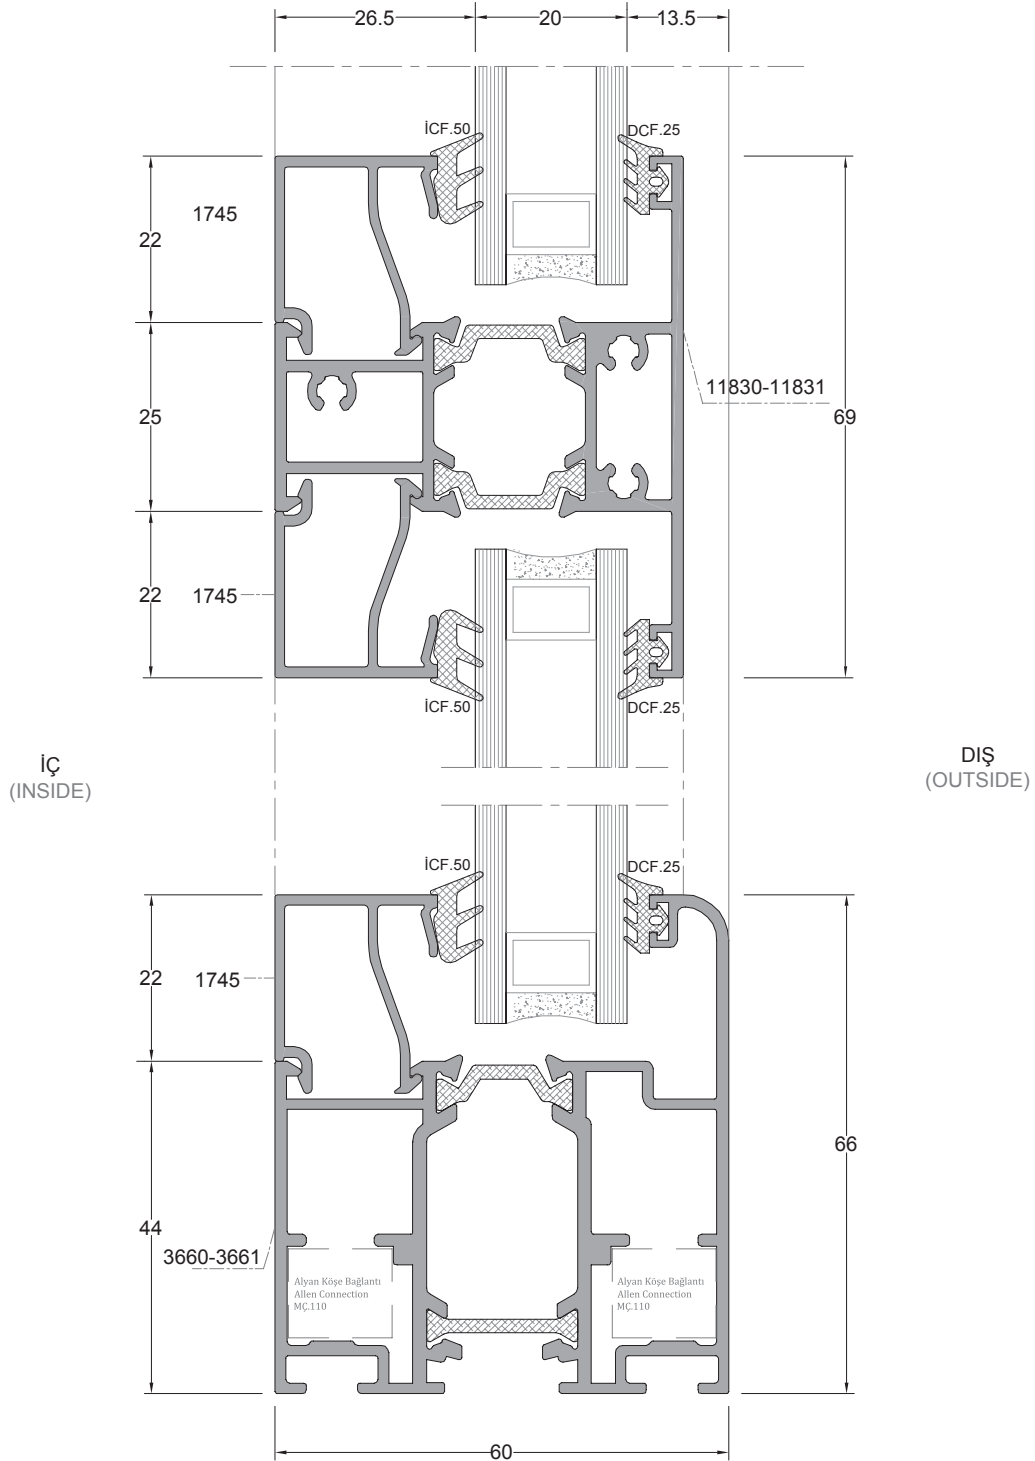 26.5
20
13.5
İCF.50
DCF.25
1745
22
11830-11831
25
69
22
1745
İCF.50
DCF.25
İÇ
(INSIDE)
DIŞ
(OUTSIDE)
İCF.50
DCF.25
22
1745
66
44
3660-3661
Alyan Köşe Bağlantı
Allen Connection
MÇ.110
Alyan Köşe Bağlantı
Allen Connection
MÇ.110
60